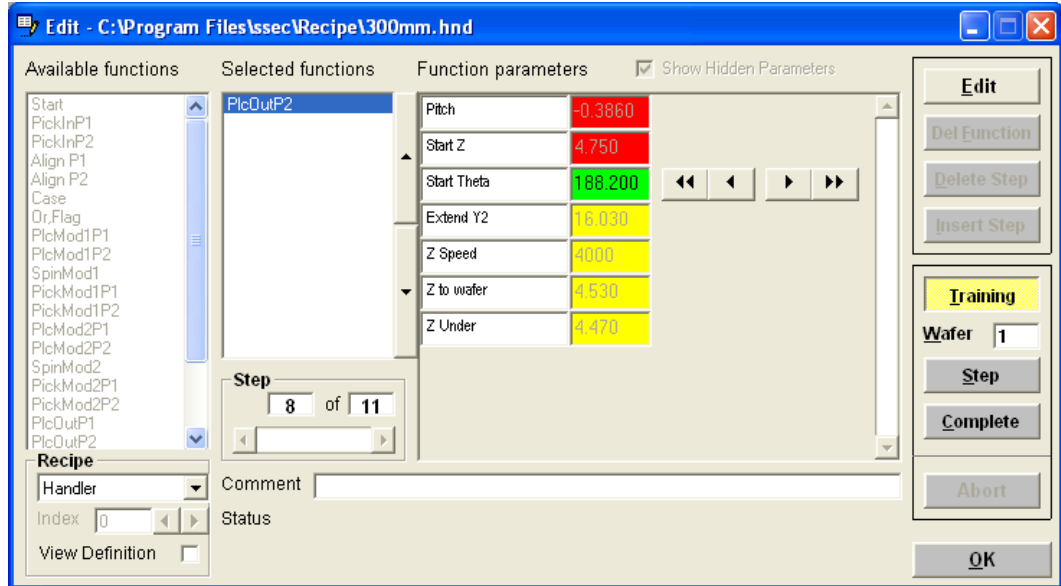 Edit - C:\Program Files\ssec\Recipe\300mm.hnd
Available functions
Start
PickInP1
PickInP2
Align P1
Align P2
Case
Or,Flag
PlcMod1P1
PlcMod1P2
SpinMod1
PickMod1P1
PickMod1P2
PlcMod2P1
PlcMod2P2
SpinMod2
PickMod2P1
PickMod2P2
PlcOutP1
PlcOutP2
Selected functions
PlcOutP2
Step
8 of 11
Function parameters
Show Hidden Parameters
Pitch -0.3860
Start Z 4.750
Start Theta 188.200
Extend Y2 16.030
Z Speed 4000
Z to wafer 4.530
Z Under 4.470
Recipe
Handler
Index 0
View Definition
Comment
Status
Edit
Del Function
Delete Step
Insert Step
Training
Wafer 1
Step
Complete
Abort
OK